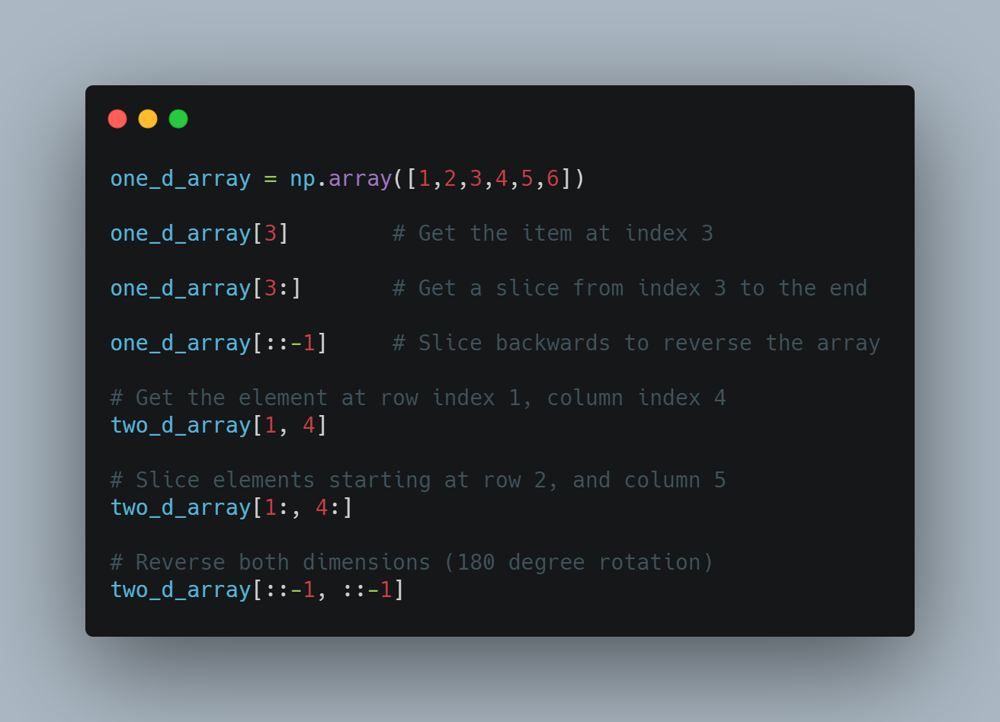 one_d_array = np.array([1,2,3,4,5,6])
one_d_array[3]        # Get the item at index 3
one_d_array[3:]       # Get a slice from index 3 to the end
one_d_array[::-1]     # Slice backwards to reverse the array
# Get the element at row index 1, column index 4
two_d_array[1, 4]
# Slice elements starting at row 2, and column 5
two_d_array[1:, 4:]
# Reverse both dimensions (180 degree rotation)
two_d_array[::-1, ::-1]